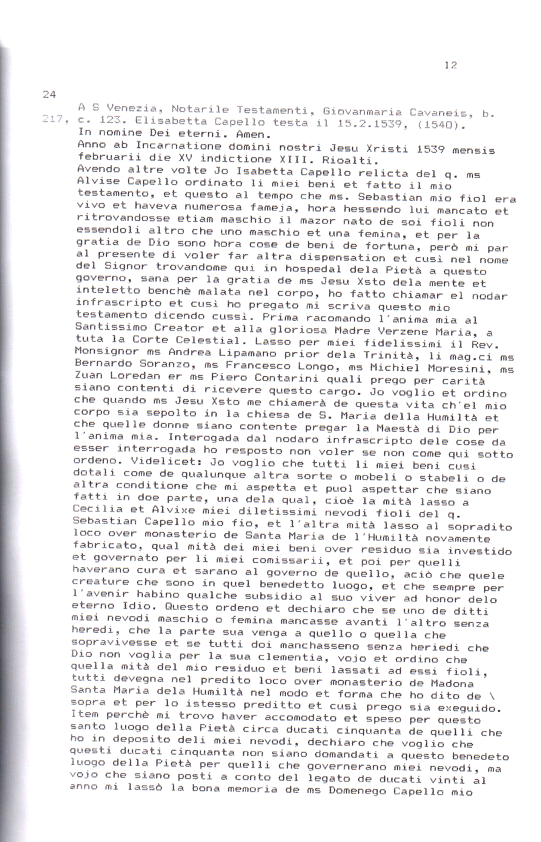 12
24
A S Venezia, Notarile Testamenti, Giovanmaria Cavaneis, b.
217, c. 123. Elisabetta Capello testa il 15.2.1539, (1540).
In nomine Dei eterni. Amen.
Anno ab Incarnatione domini nostri Jesu Xristi 1539 mensis
februarii die XV indictione XIII. Rioalti.
Avendo altre volte Jo Isabetta Capello relicta del q. ms
Alvise Capello ordinato li miei beni et fatto il mio
testamento, et questo al tempo che ms. Sebastian mio fiol era
vivo et haveva numerosa fameja, hora hessendo lui mancato et
ritrovandosse etiam maschio il mazor nato de soi fioli non
essendoli altro che uno maschio et una femina, et per la
gratia de Dio sono hora cose de beni de fortuna, però mi par
al presente di voler far altra dispensation et cusi nel nome
del Signor trovandome qui in hospedal dela Pietà a questo
governo, sana per la gratia de ms Jesu Xsto dela mente et
inteletto benchè malata nel corpo, ho fatto chiamar el nodar
infrascripto et cusi ho pregato mi scriva questo mio
testamento dicendo cussi. Prima racomando l'anima mia al
Santissimo Creator et alla gloriosa Madre Verzene Maria, a
tuta la Corte Celestial. Lasso per miei fidelissimi il Rev.
Monsignor ms Andrea Lipamano prior dela Trinità, li mag.ci ms
Bernardo Soranzo, ms Francesco Longo, ms Michiel Moresini, ms
Zuan Loredan er ms Piero Contarini quali prego per carità
siano contenti di ricevere questo cargo. Jo voglio et ordino
che quando ms Jesu Xsto me chiamerà de questa vita ch'el mio
corpo sia sepolto in la chiesa de S. Maria della Humiltà et
che quelle donne siano contente pregar la Maestà di Dio per
l'anima mia. Interogada dal nodaro infrascripto dele cose da
esser interrogada ho resposto non voler se non come qui sotto
ordeno. Videlicet: Jo voglio che tutti li miei beni cusi
dotali come de qualunque altra sorte o mobeli o stabeli o de
altra conditione che mi aspetta et puol aspettar che siano
fatti in doe parte, una dela qual, cioè la mità lasso a
Cecilia et Alvixe miei diletissimi nevodi fioli del q.
Sebastian Capello mio fio, et l'altra mità lasso al sopradito
loco over monasterio de Santa Maria de l'Humiltà novamente
fabricato, qual mità dei miei beni over residuo sia investido
et governato per li miei comissarii, et poi per quelli
haverano cura et sarano al governo de quello, aciò che quele
creature che sono in quel benedetto luogo, et che sempre per
l'avenir habino qualche subsidio al suo viver ad honor delo
eterno Idio. Questo ordeno et dechiaro che se uno de ditti
miei nevodi maschio o femina mancasse avanti l'altro senza
heredi, che la parte sua venga a quello o quella che
sopravivesse et se tutti doi manchasseno senza heriedi che
Dio non voglia per la sua clementia, vojo et ordino che
quella mità del mio residuo et beni lassati ad essi fioli,
tutti devegna nel predito loco over monasterio de Madona
Santa Maria dela Humiltà nel modo et forma che ho dito de \
sopra et per lo istesso preditto et cusi prego sia exeguido.
Item perchè mi trovo haver accomodato et speso per questo
santo luogo della Pietà circa ducati cinquanta de quelli che
ho in deposito deli miei nevodi, dechiaro che voglio che
questi ducati cinquanta non siano domandati a questo benedeto
luogo della Pietà per quelli che governerano miei nevodi, ma
vojo che siano posti a conto del legato de ducati vinti al
anno mi lassò la bona memoria de ms Domenego Capello mio